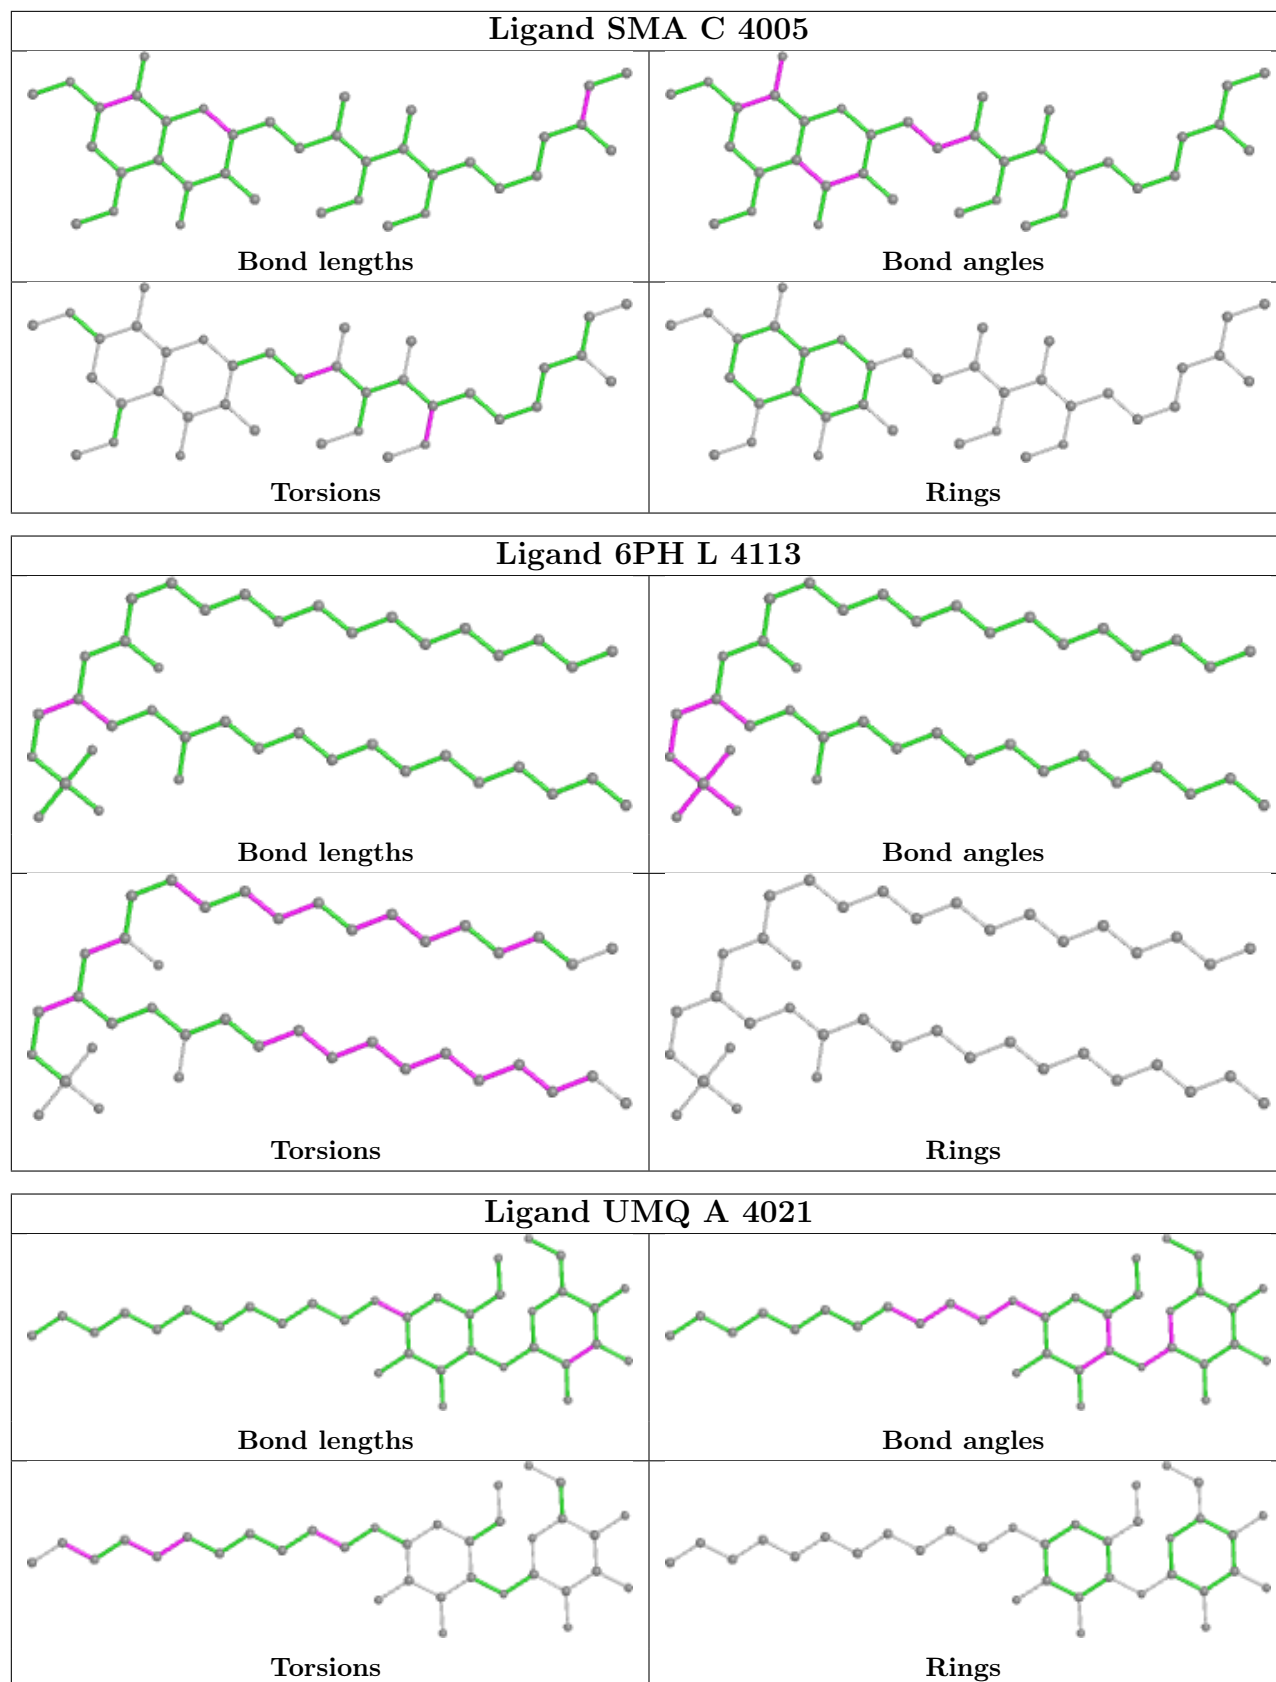 Ligand SMA C 4005
Bond lengths
Bond angles
Torsions
Rings
Ligand 6PH L 4113
Bond lengths
Bond angles
Torsions
Rings
Ligand UMQ A 4021
Bond lengths
Bond angles
Torsions
Rings